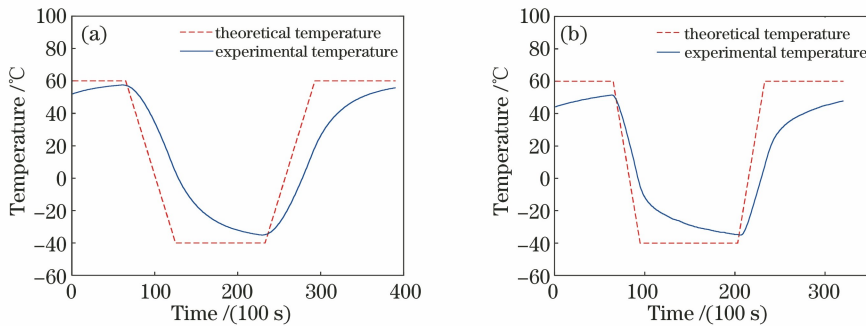 (a)
theoretical temperature
experimental temperature
Temperature /℃
100
80
60
40
20
0
−20
−40
−60
0
100
200
300
400
Time /(100 s)
(b)
theoretical temperature
experimental temperature
Temperature /℃
100
80
60
40
20
0
−20
−40
−60
0
100
200
300
Time /(100 s)